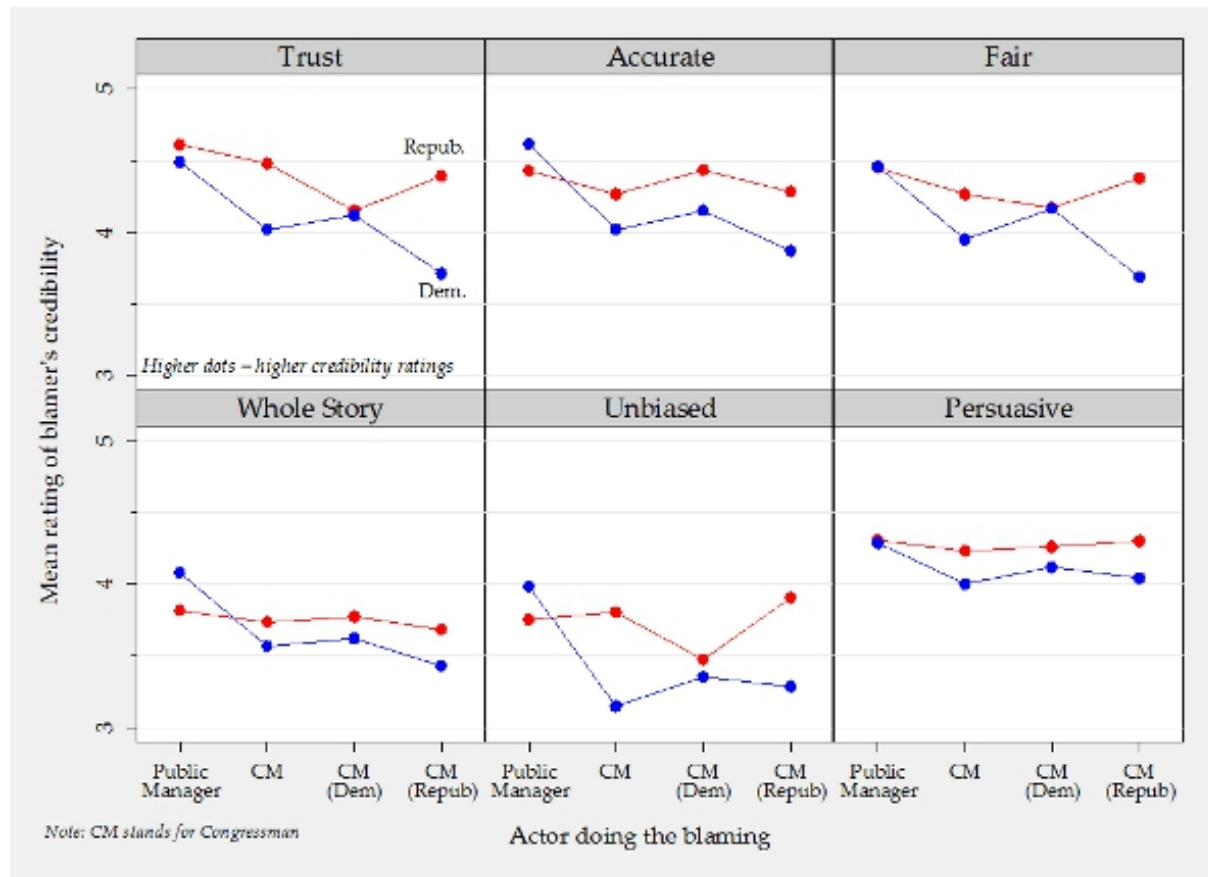 Trust Accurate Fair
5
Repub.
4
Dem.
Higher dots – higher credibility ratings
3
Whole Story Unbiased Persuasive
5
4
3
Mean rating of blamer's credibility
Public CM CM CM Public CM CM CM Public CM CM CM
Manager (Dem) (Repub) Manager (Dem) (Repub) Manager (Dem) (Repub)
Note: CM stands for Congressman
Actor doing the blaming